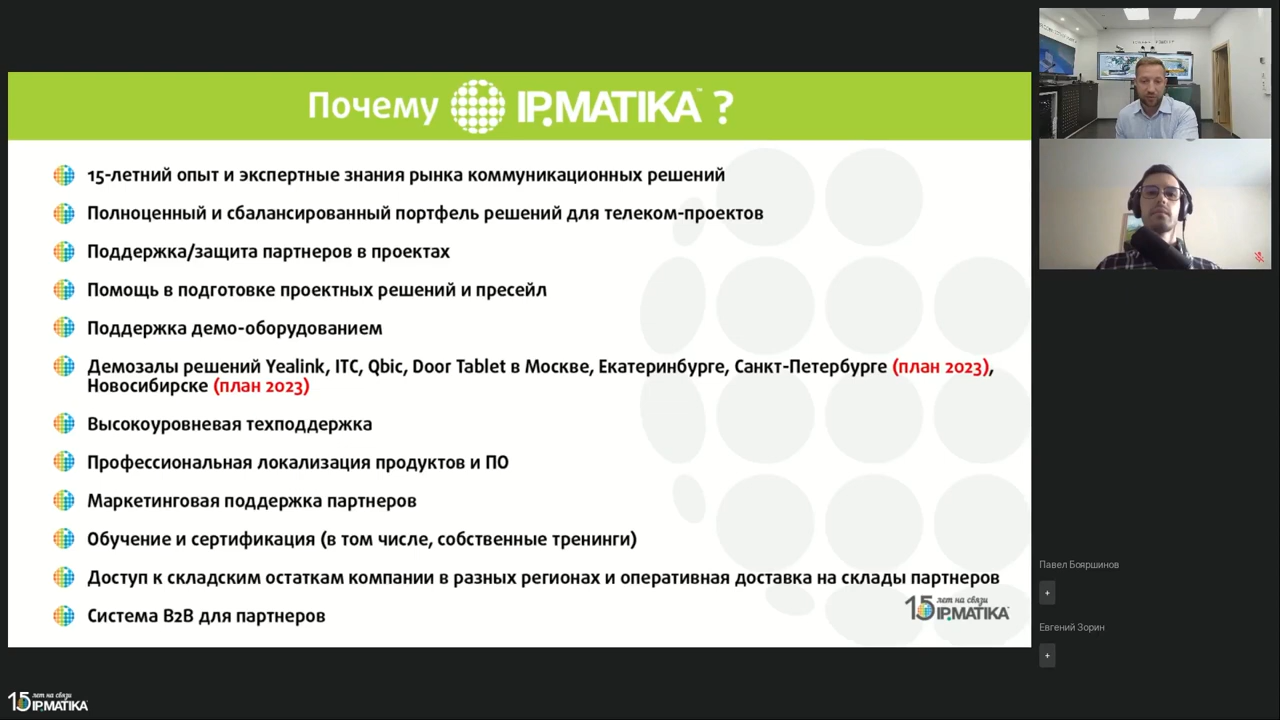 Почему IP.MATIKA™ ?
15-летний опыт и экспертные знания рынка коммуникационных решений
Полноценный и сбалансированный портфель решений для телеком-проектов
Поддержка/защита партнеров в проектах
Помощь в подготовке проектных решений и пресейл
Поддержка демо-оборудованием
Демозалы решений Yealink, ITC, Qbic, Door Tablet в Москве, Екатеринбурге, Санкт-Петербурге (план 2023),
Новосибирске (план 2023)
Высокоуровневая техподдержка
Профессиональная локализация продуктов и ПО
Маркетинговая поддержка партнеров
Обучение и сертификация (в том числе, собственные тренинги)
Доступ к складским остаткам компании в разных регионах и оперативная доставка на склады партнеров
Система B2B для партнеров
15 лет на связи
IP.MATIKA
Павел Бояршинов
+
Евгений Зорин
+
15 лет на связи
IP.MATIKA